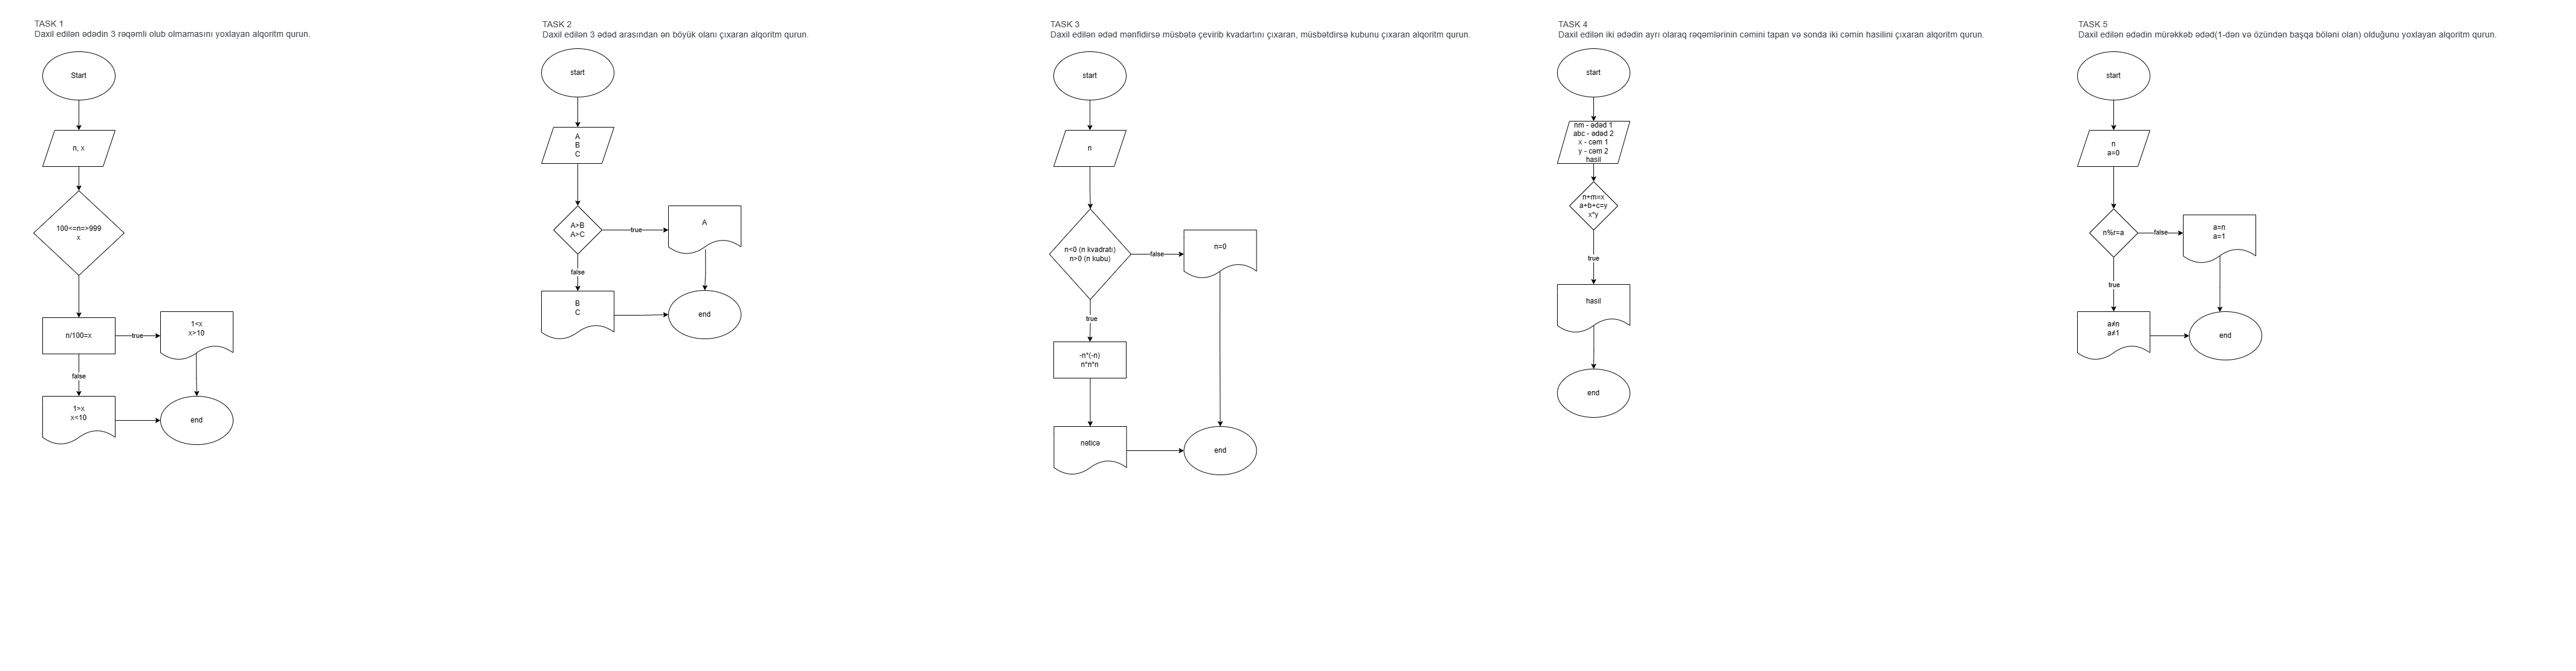 TASK 1
Daxil edilən ədədin 3 rəqəmli olub olmamasını yoxlayan alqoritm qurun.
Start
n, x
100<=n=>999
x
n/100=x
true
1<x
x>10
false
1>x
x<10
end
TASK 2
Daxil edilən 3 ədəd arasından ən böyük olanı çıxaran alqoritm qurun.
start
A
B
C
A>B
A>C
true
A
false
B
C
end
TASK 3
Daxil edilən ədəd mənfidirsə müsbətə çevirib kvadartını çıxaran, müsbətdirsə kubunu çıxaran alqoritm qurun.
start
n
n<0 (n kvadratı)
n>0 (n kubu)
false
n=0
true
-n*(-n)
n*n*n
nəticə
end
TASK 4
Daxil edilən iki ədədin ayrı olaraq rəqəmlərinin cəmini tapan və sonda iki cəmin hasilini çıxaran alqoritm qurun.
start
nm - ədəd 1
abc - ədəd 2
x - cəm 1
y - cəm 2
hasil
n+m=x
a+b+c=y
x*y
true
hasil
end
TASK 5
Daxil edilən ədədin mürəkkəb ədəd(1-dən və özündən başqa böləni olan) olduğunu yoxlayan alqoritm qurun.
start
n
a=0
n%r=a
false
a=n
a=1
true
a≠n
a≠1
end